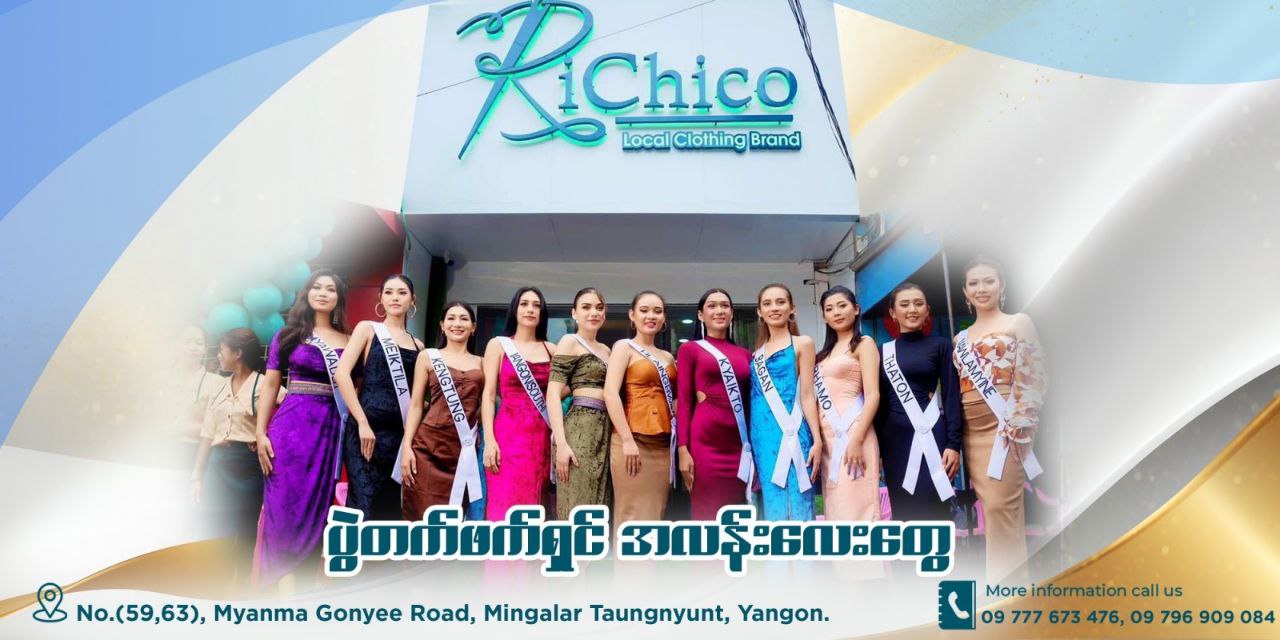 RiChico
Local Clothing Brand
MEIKTILA
KENGTUNG
KYAIKTO
BAGAN
THATON
ပွဲတက်ဖက်ရှင် အလန်းလေးတွေ
No.(59,63), Myanma Gonyee Road, Mingalar Taungnyunt, Yangon.
More information call us
09 777 673 476, 09 796 909 084